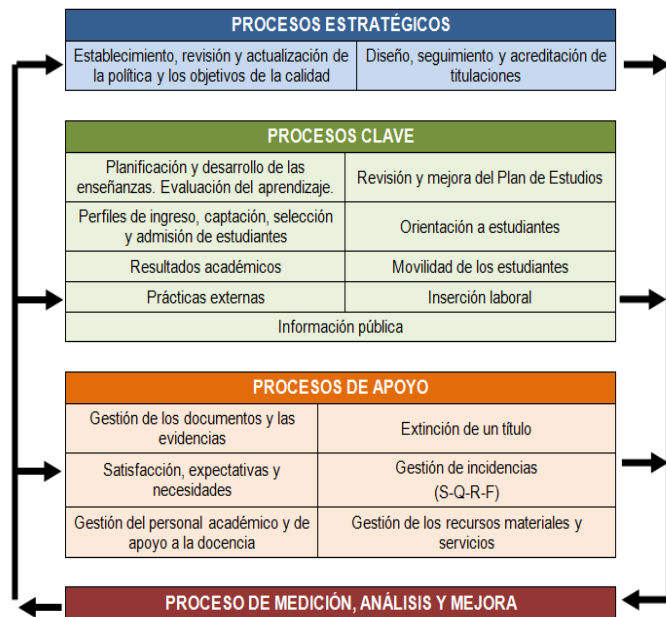 PROCESOS ESTRATÉGICOS
Establecimiento, revisión y actualización de
la política y los objetivos de la calidad
Diseño, seguimiento y acreditación de
titulaciones
PROCESOS CLAVE
Planificación y desarrollo de las
enseñanzas. Evaluación del aprendizaje.
Revisión y mejora del Plan de Estudios
Perfiles de ingreso, captación, selección
y admisión de estudiantes
Orientación a estudiantes
Resultados académicos
Movilidad de los estudiantes
Prácticas externas
Inserción laboral
Información pública
PROCESOS DE APOYO
Gestión de los documentos y las
evidencias
Extinción de un título
Satisfacción, expectativas y
necesidades
Gestión de incidencias
(S-Q-R-F)
Gestión del personal académico y de
apoyo a la docencia
Gestión de los recursos materiales y
servicios
PROCESO DE MEDICIÓN, ANÁLISIS Y MEJORA